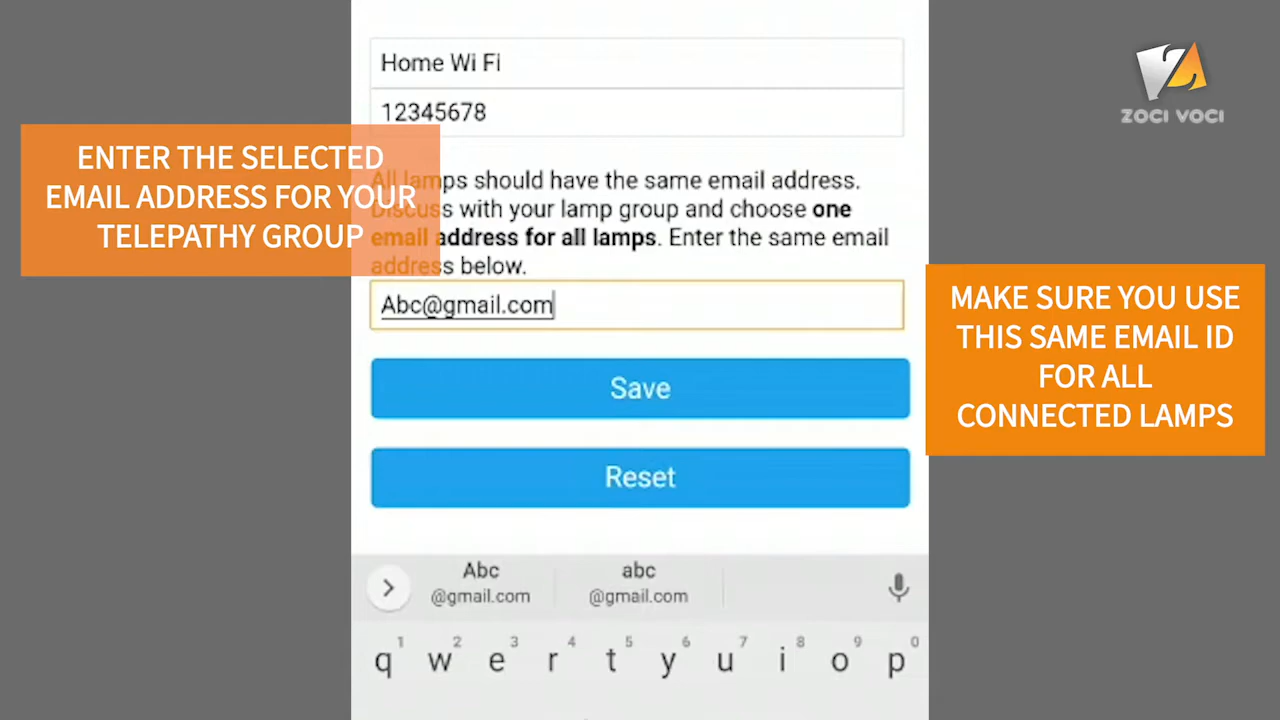 Home Wi Fi
12345678
ZOCI VOCI
ENTER THE SELECTED
EMAIL ADDRESS FOR YOUR
TELEPATHY GROUP
All lamps should have the same email address.
Discuss with your lamp group and choose one
email address for all lamps. Enter the same email
address below.
Abc@gmail.com
MAKE SURE YOU USE
THIS SAME EMAIL ID
FOR ALL
CONNECTED LAMPS
Save
Reset
Abc
@gmail.com
abc
@gmail.com
1 2 3 4 5 6 7 8 9 0
q w e r t y u i o p